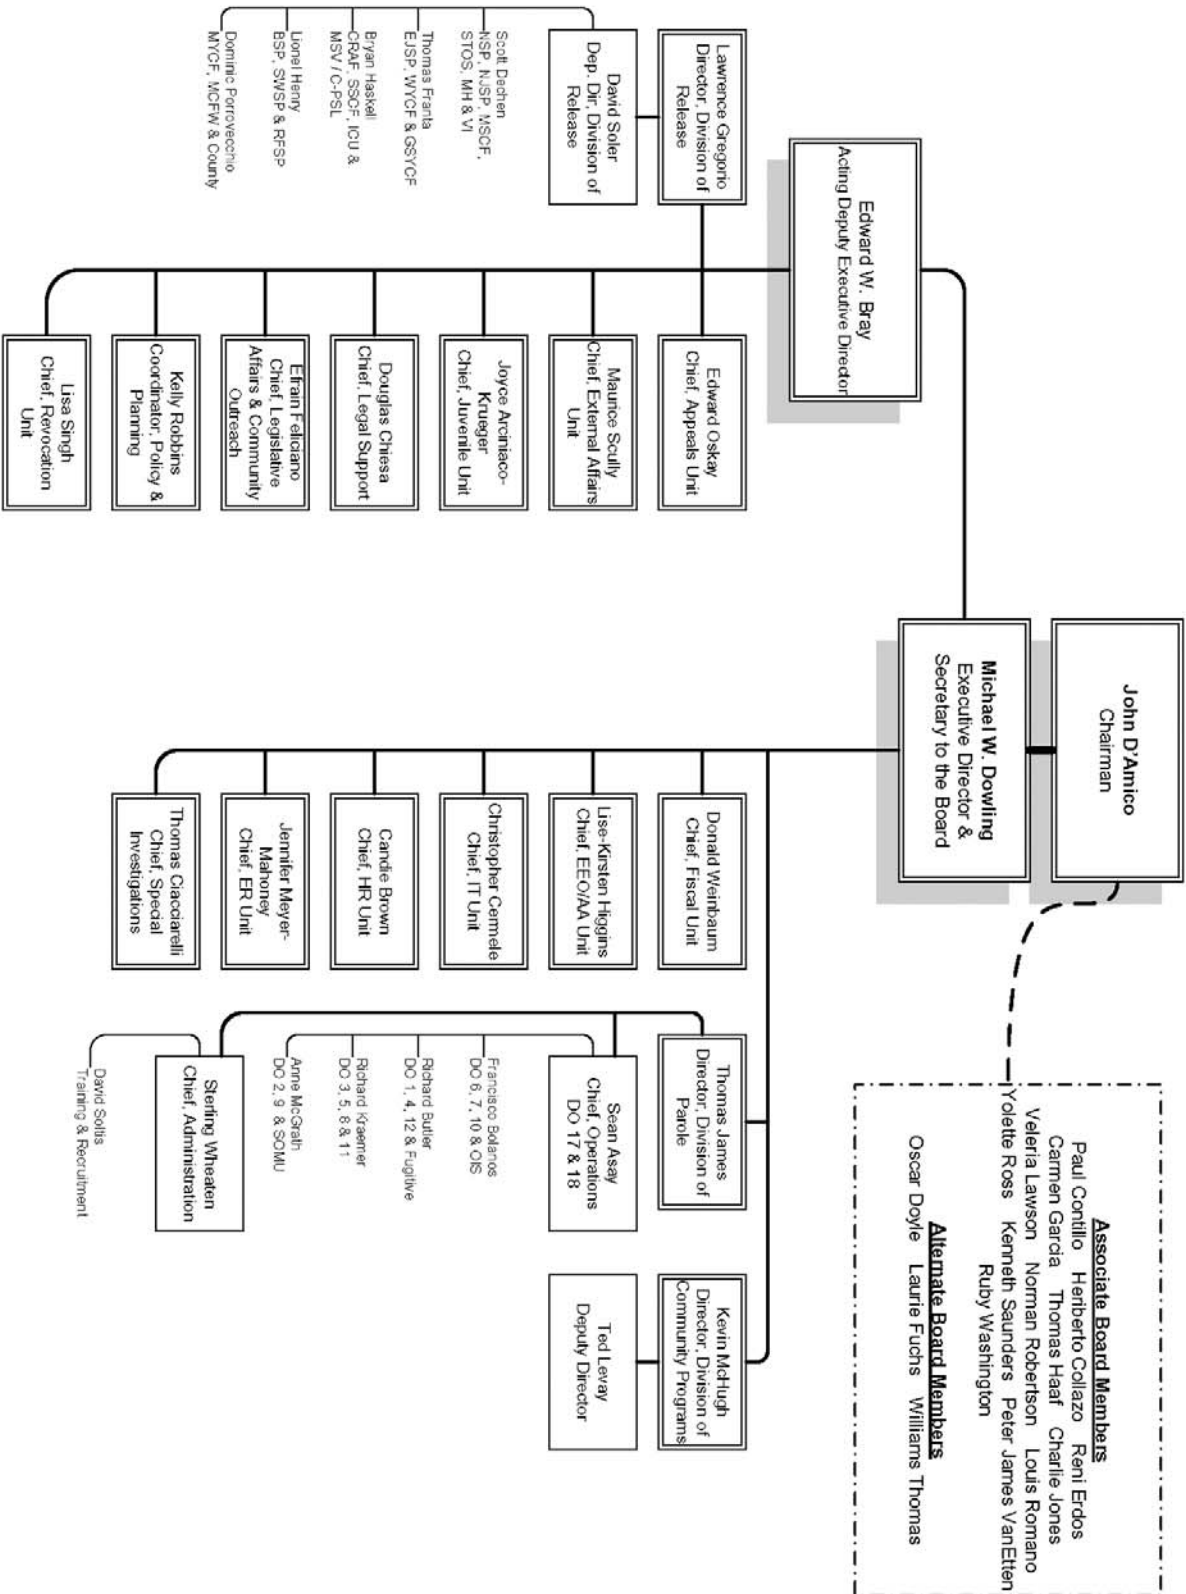 John D'Amico
Chairman
Michael W. Dowling
Executive Director &
Secretary to the Board
Associate Board Members
Paul Contillo Heriberto Collazo Reni Erdos
Carmen Garcia Thomas Haaf Charlie Jones
Veleria Lawson Norman Robertson Louis Romano
Yolette Ross Kenneth Saunders Peter James VanEtten
Ruby Washington
Alternate Board Members
Oscar Doyle Laurie Fuchs Williams Thomas
Edward W. Bray
Acting Deputy Executive Director
Lawrence Gregorio
Director, Division of
Release
David Soler
Dep. Dir, Division of
Release
Scott Dechen
NSP, NJSP, MSCF,
STOS, MH & VI
Thomas Franta
EJSP, WYCF & GSYCF
Bryan Haskell
CRAF, SSCF, ICU &
MSV / C-PSL
Lionel Henry
BSP, SWSP & RFSP
Dominic Porrovecchio
MYCF, MCFW & County
Edward Oskay
Chief, Appeals Unit
Maurice Scully
Chief, External Affairs
Unit
Joyce Arciniaco-
Krueger
Chief, Juvenile Unit
Douglas Chiesa
Chief, Legal Support
Efrain Feliciano
Chief, Legislative
Affairs & Community
Outreach
Kelly Robbins
Coordinator, Policy &
Planning
Lisa Singh
Chief, Revocation
Unit
Donald Weinbaum
Chief, Fiscal Unit
Lise-Kirsten Higgins
Chief, EEO/AA Unit
Christopher Cermele
Chief, IT Unit
Candie Brown
Chief, HR Unit
Jennifer Meyer-
Mahoney
Chief, ER Unit
Thomas Ciacciarelli
Chief, Special
Investigations
Thomas James
Director, Division of
Parole
Sean Asay
Chief, Operations
DO 17 & 18
Francisco Bolanos
DO 6, 7, 10 & OIS
Richard Butler
DO 1, 4, 12 & Fugitive
Richard Kraemer
DO 3, 5, 8 & 11
Anne McGrath
DO 2, 9 & SOMU
Sterling Wheaten
Chief, Administration
David Soltis
Training & Recruitment
Kevin McHugh
Director, Division of
Community Programs
Ted Levay
Deputy Director